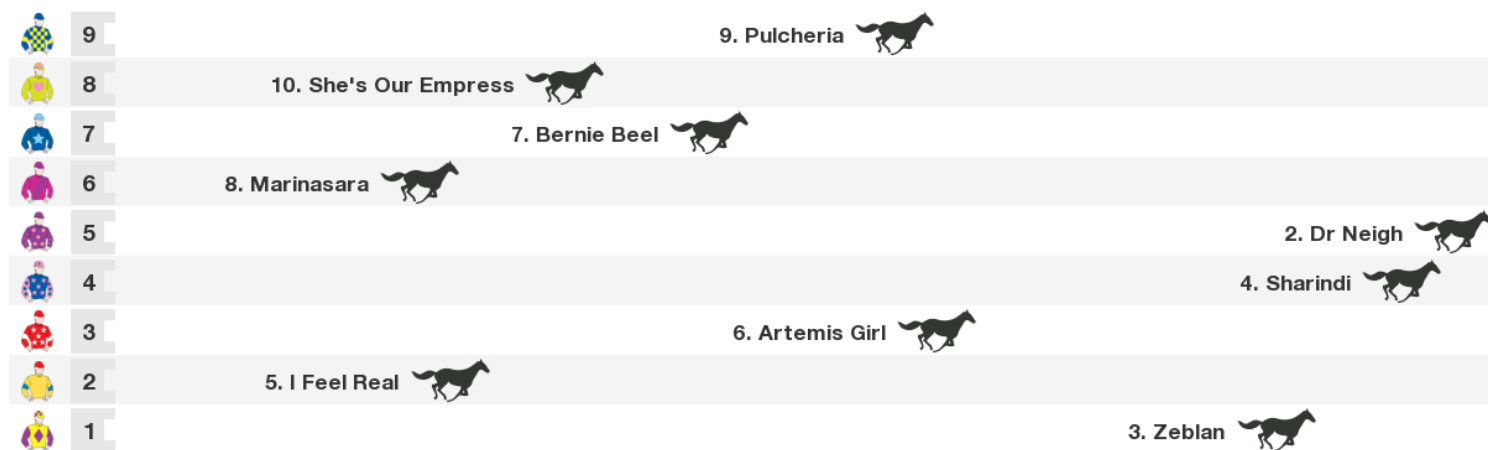 9 9. Pulcheria
8 10. She's Our Empress
7 7. Bernie Beel
6 8. Marinasara
5 2. Dr Neigh
4 4. Sharindi
3 6. Artemis Girl
2 5. I Feel Real
1 3. Zeblan